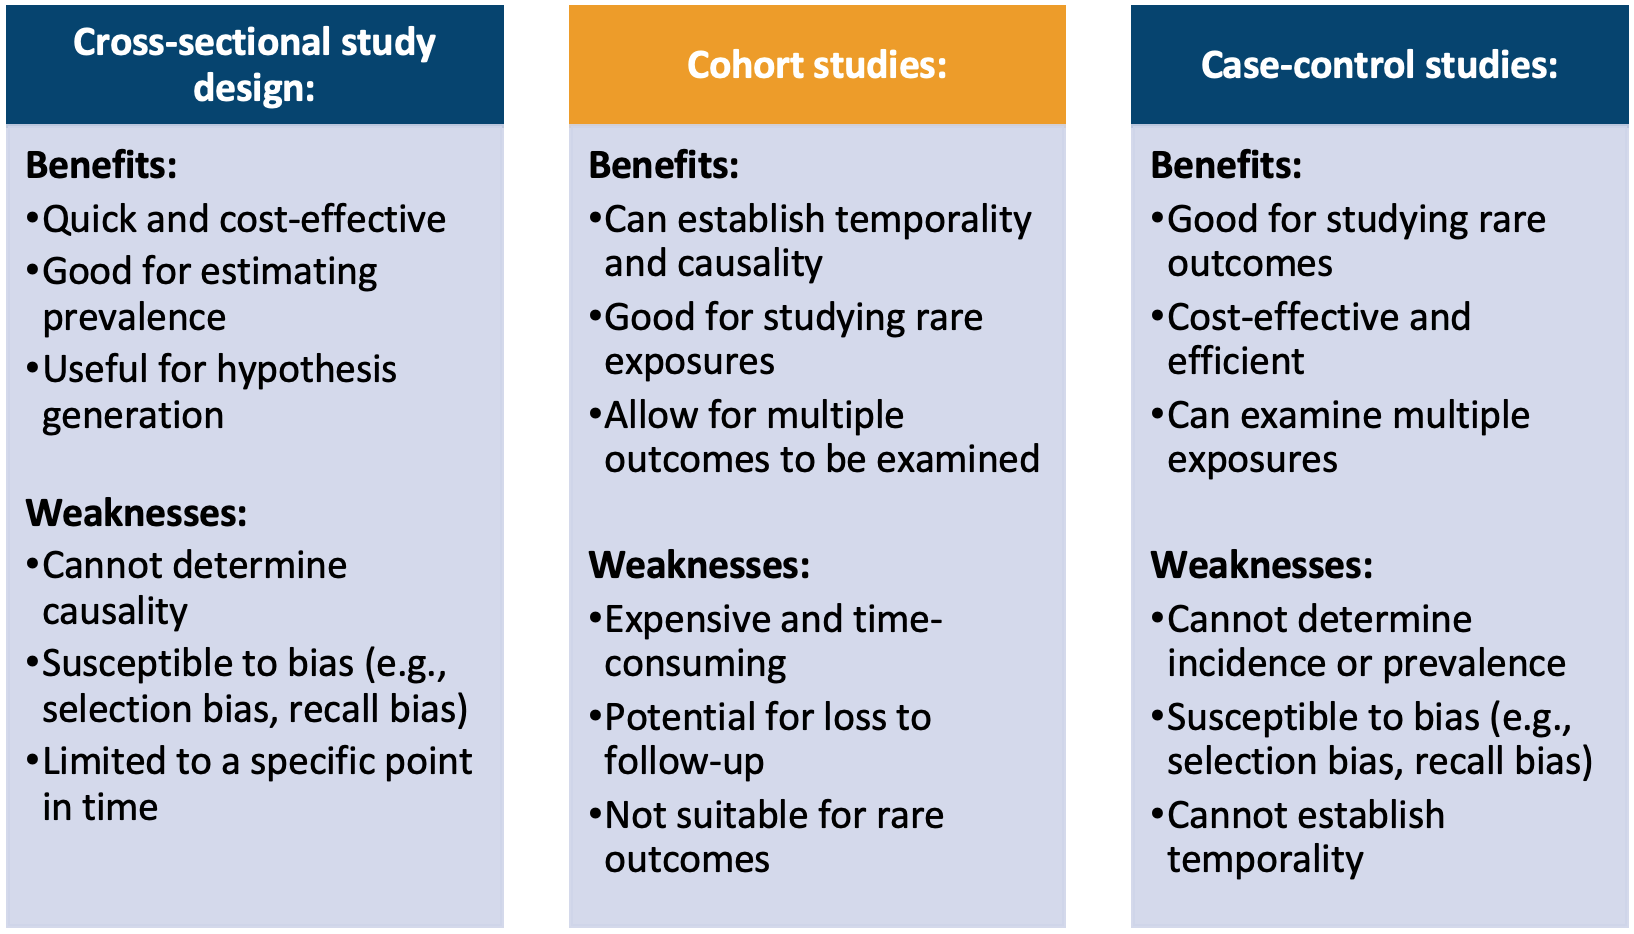 Cross-sectional study
design:
Benefits:
•Quick and cost-effective
•Good for estimating
prevalence
•Useful for hypothesis
generation
Weaknesses:
•Cannot determine
causality
•Susceptible to bias (e.g.,
selection bias, recall bias)
•Limited to a specific point
in time
Cohort studies:
Benefits:
•Can establish temporality
and causality
•Good for studying rare
exposures
•Allow for multiple
outcomes to be examined
Weaknesses:
•Expensive and time-
consuming
•Potential for loss to
follow-up
•Not suitable for rare
outcomes
Case-control studies:
Benefits:
•Good for studying rare
outcomes
•Cost-effective and
efficient
•Can examine multiple
exposures
Weaknesses:
•Cannot determine
incidence or prevalence
•Susceptible to bias (e.g.,
selection bias, recall bias)
•Cannot establish
temporality